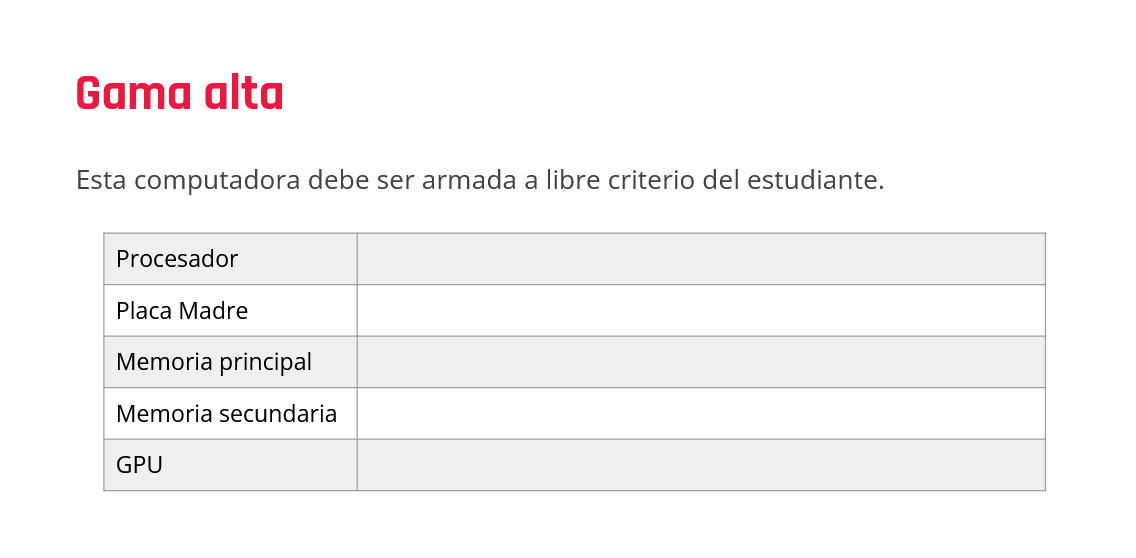 Gama alta
Esta computadora debe ser armada a libre criterio del estudiante.
Procesador
Placa Madre
Memoria principal
Memoria secundaria
GPU